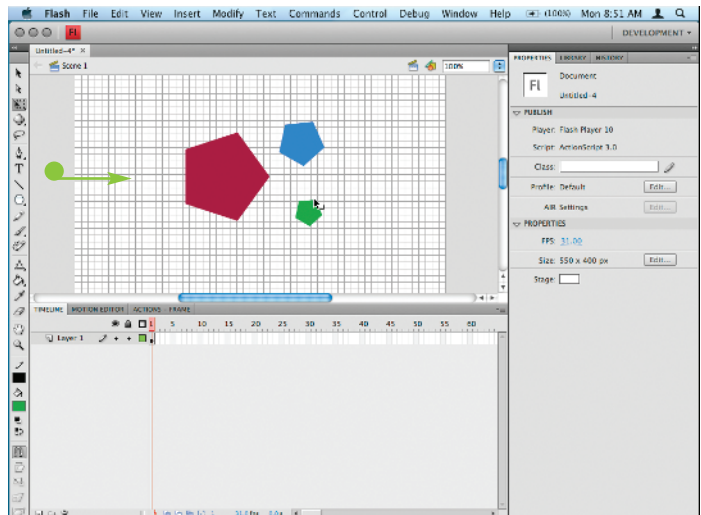 Flash File Edit View Insert Modify Text Commands Control Debug Window Help (100%) Mon 8:51 AM
FL DEVELOPMENT
Untitled-4* ×
Scene 1 100%
PROPERTIES LIBRARY HISTORY
FL
Document
Untitled-4
PUBLISH
Player: Flash Player 10
Script: ActionScript 3.0
Class:
Profile: Default Edit...
AIR Settings Edit...
PROPERTIES
FPS: 31.00
Size: 550 x 400 px Edit...
Stage:
T
TIMELINE MOTION EDITOR ACTIONS - FRAME
1 5 10 15 20 25 30 35 40 45 50 55 60
Layer 1